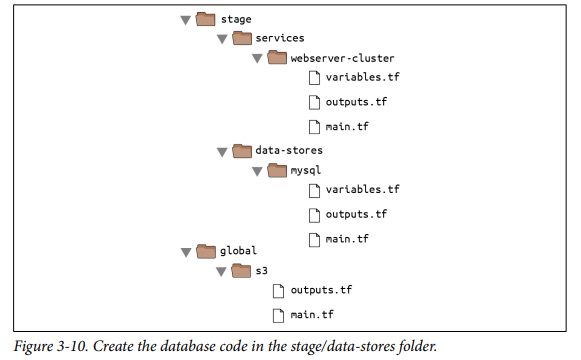 stage
services
webserver-cluster
variables.tf
outputs.tf
main.tf
data-stores
mysql
variables.tf
outputs.tf
main.tf
global
s3
outputs.tf
main.tf
Figure 3-10. Create the database code in the stage/data-stores folder.